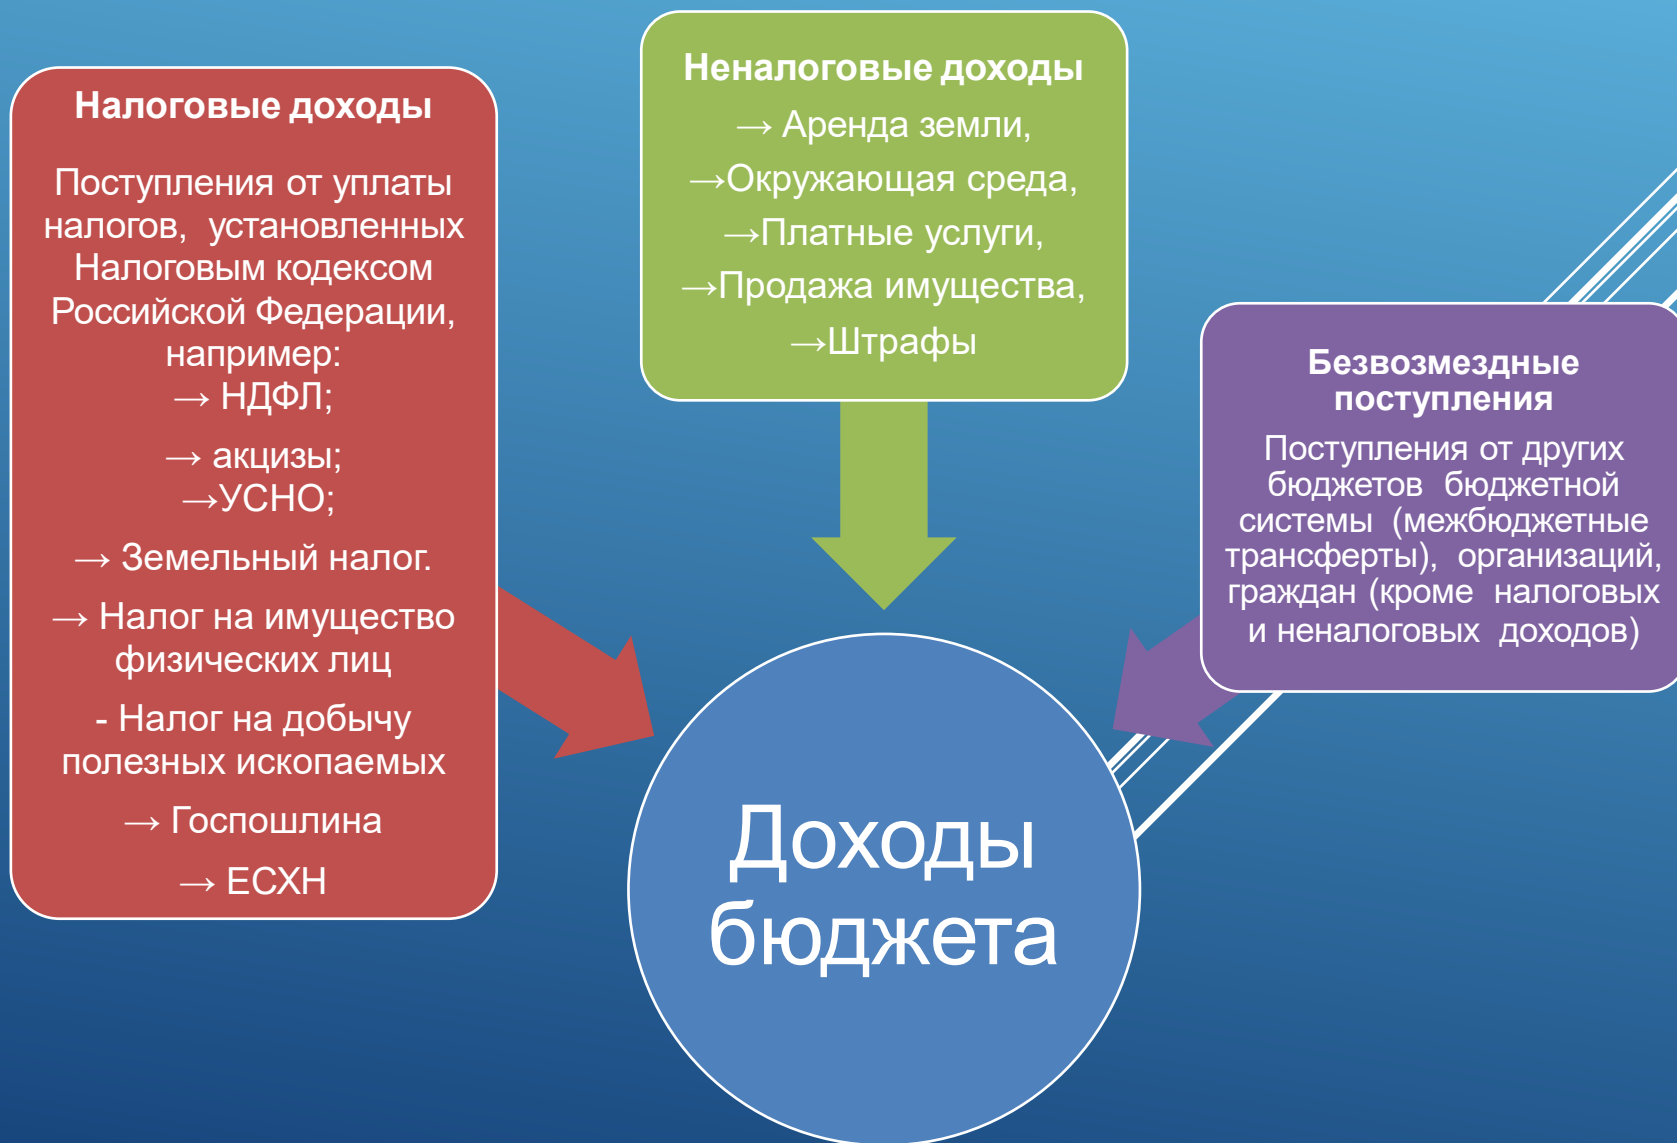 Налоговые доходы
Поступления от уплаты
налогов, установленных
Налоговым кодексом
Российской Федерации,
например:
→ НДФЛ;
→ акцизы;
→УСНО;
→ Земельный налог.
→ Налог на имущество
физических лиц
- Налог на добычу
полезных ископаемых
→ Госпошлина
→ ЕСХН
Неналоговые доходы
→ Аренда земли,
→Окружающая среда,
→Платные услуги,
→Продажа имущества,
→Штрафы
Безвозмездные
поступления
Поступления от других
бюджетов бюджетной
системы (межбюджетные
трансферты), организаций,
граждан (кроме налоговых
и неналоговых доходов)
Доходы
бюджета